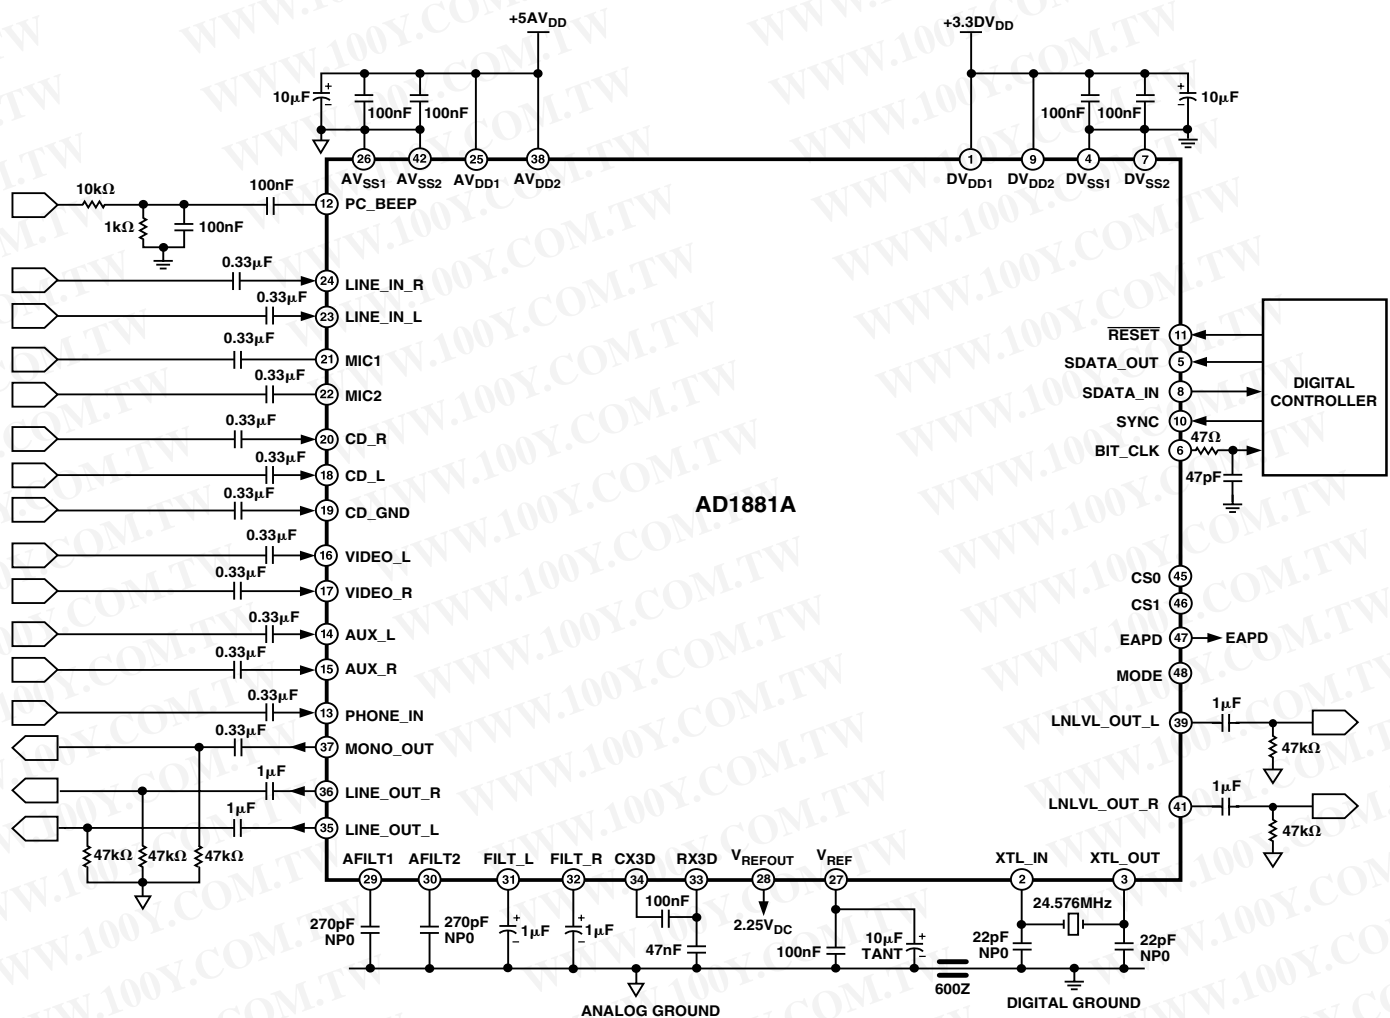 +5AVDD
+3.3DVDD
10µF
100nF
100nF
100nF
100nF
10µF
26
42
25
38
1
9
4
7
AVSS1
AVSS2
AVDD1
AVDD2
DVDD1
DVDD2
DVSS1
DVSS2
10kΩ
100nF
12
PC_BEEP
1kΩ
100nF
0.33µF
24
LINE_IN_R
0.33µF
23
LINE_IN_L
0.33µF
21
MIC1
0.33µF
22
MIC2
0.33µF
20
CD_R
0.33µF
18
CD_L
0.33µF
19
CD_GND
0.33µF
16
VIDEO_L
0.33µF
17
VIDEO_R
0.33µF
14
AUX_L
0.33µF
15
AUX_R
0.33µF
13
PHONE_IN
0.33µF
37
MONO_OUT
1µF
36
LINE_OUT_R
1µF
35
LINE_OUT_L
47kΩ
47kΩ
47kΩ
AD1881A
RESET
11
SDATA_OUT
5
SDATA_IN
8
SYNC
10
BIT_CLK
6
47Ω
47pF
DIGITAL
CONTROLLER
CS0
45
CS1
46
EAPD
47
EAPD
MODE
48
LNLVL_OUT_L
39
1µF
47kΩ
LNLVL_OUT_R
41
1µF
47kΩ
AFILT1
AFILT2
FILT_L
FILT_R
CX3D
RX3D
VREFOUT
VREF
XTL_IN
XTL_OUT
29
30
31
32
34
33
28
27
2
3
270pF
NP0
270pF
NP0
+
1µF
−
+
1µF
−
100nF
47nF
2.25VDC
100nF
10µF
TANT
+
−
24.576MHz
22pF
NP0
22pF
NP0
600Z
ANALOG GROUND
DIGITAL GROUND
WWW.100Y.COM.TW